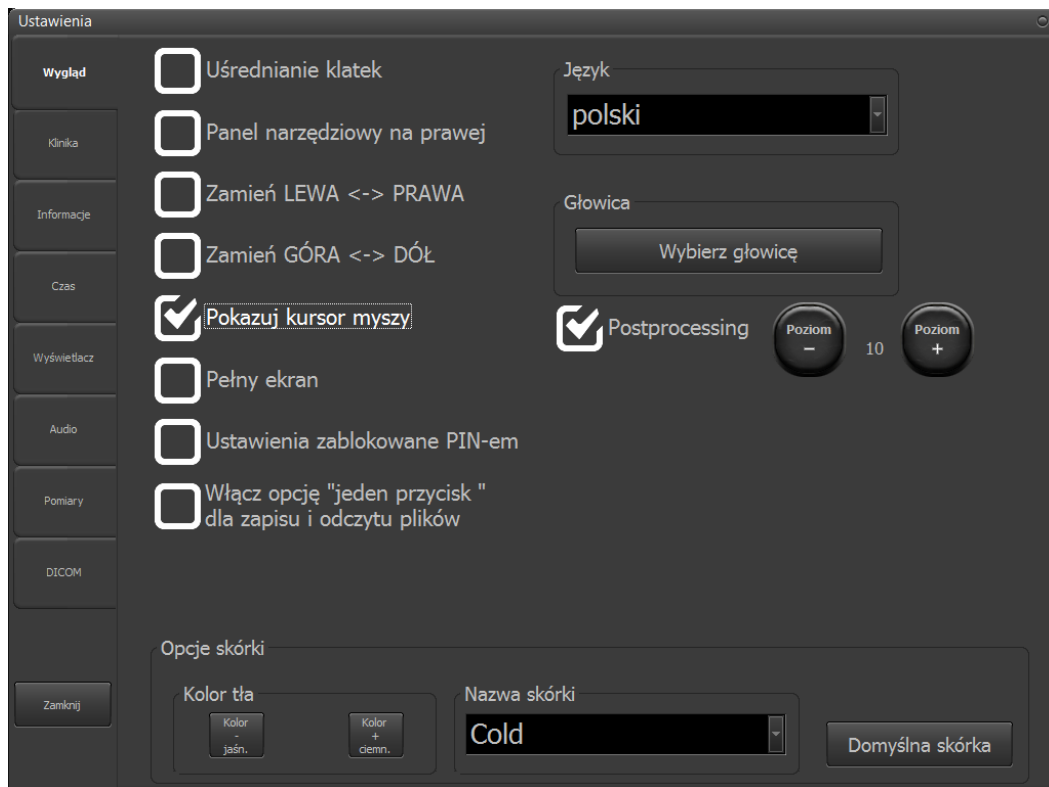 Ustawienia
Wygląd
Klinika
Informacje
Czas
Wyświetlacz
Audio
Pomiary
DICOM
Zamknij
Uśrednianie klatek
Panel narzędziowy na prawej
Zamień LEWA <-> PRAWA
Zamień GÓRA <-> DÓŁ
Pokazuj kursor myszy
Pełny ekran
Ustawienia zablokowane PIN-em
Włącz opcję "jeden przycisk "
dla zapisu i odczytu plików
Język
polski
Głowica
Wybierz głowicę
Postprocessing
Poziom
–
10
Poziom
+
Opcje skórki
Kolor tła
Kolor
-
jaśn.
Kolor
+
ciemn.
Nazwa skórki
Cold
Domyślna skórka